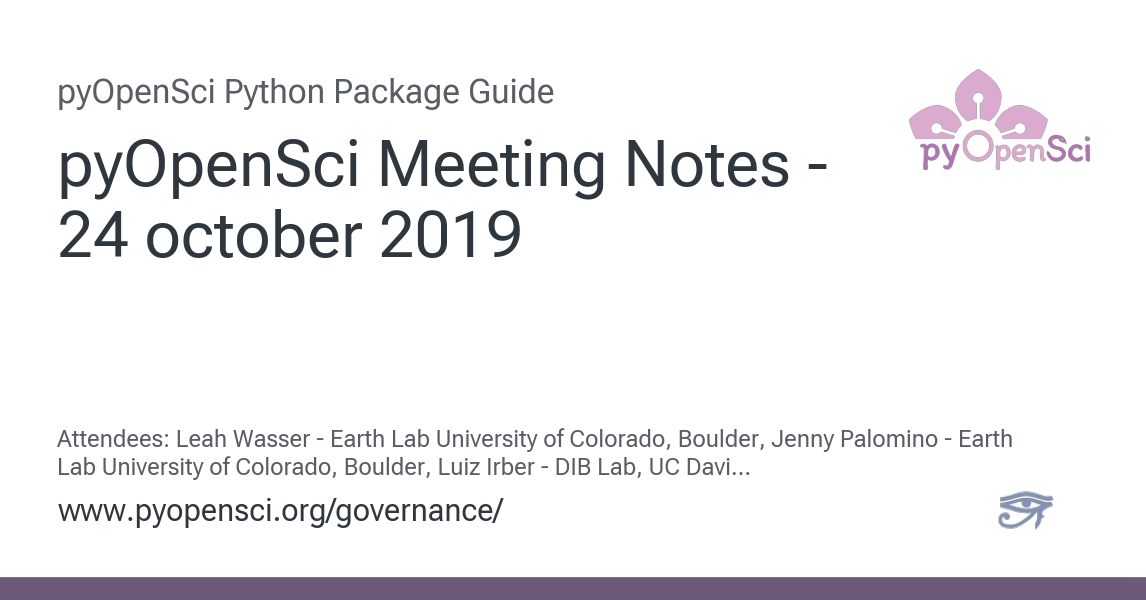 pyOpenSci Python Package Guide
pyOpenSci Meeting Notes -
24 october 2019
pyOpenSci
Attendees: Leah Wasser - Earth Lab University of Colorado, Boulder, Jenny Palomino - Earth
Lab University of Colorado, Boulder, Luiz Irber - DIB Lab, UC Davi...
www.pyopensci.org/governance/